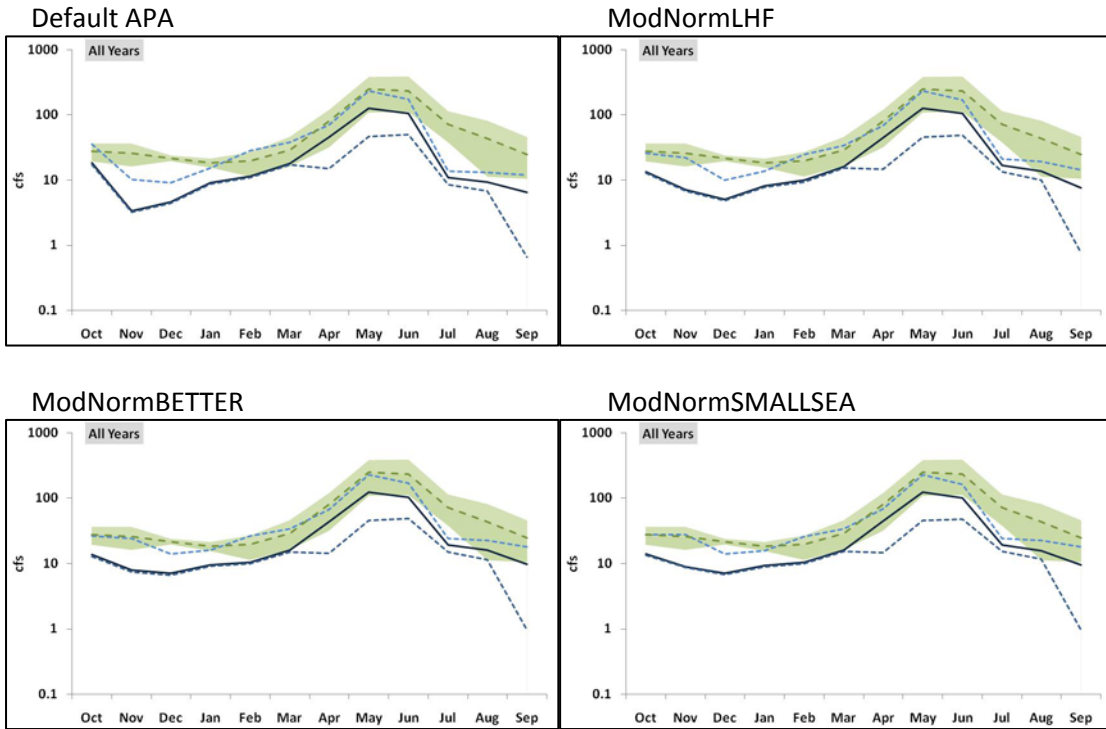 Default APA
ModNormLHF
1000
All Years
100
10
1
0.1
cfs
Oct Nov Dec Jan Feb Mar Apr May Jun Jul Aug Sep
1000
All Years
100
10
1
0.1
cfs
Oct Nov Dec Jan Feb Mar Apr May Jun Jul Aug Sep
ModNormBETTER
ModNormSMALLSEA
1000
All Years
100
10
1
0.1
cfs
Oct Nov Dec Jan Feb Mar Apr May Jun Jul Aug Sep
1000
All Years
100
10
1
0.1
cfs
Oct Nov Dec Jan Feb Mar Apr May Jun Jul Aug Sep